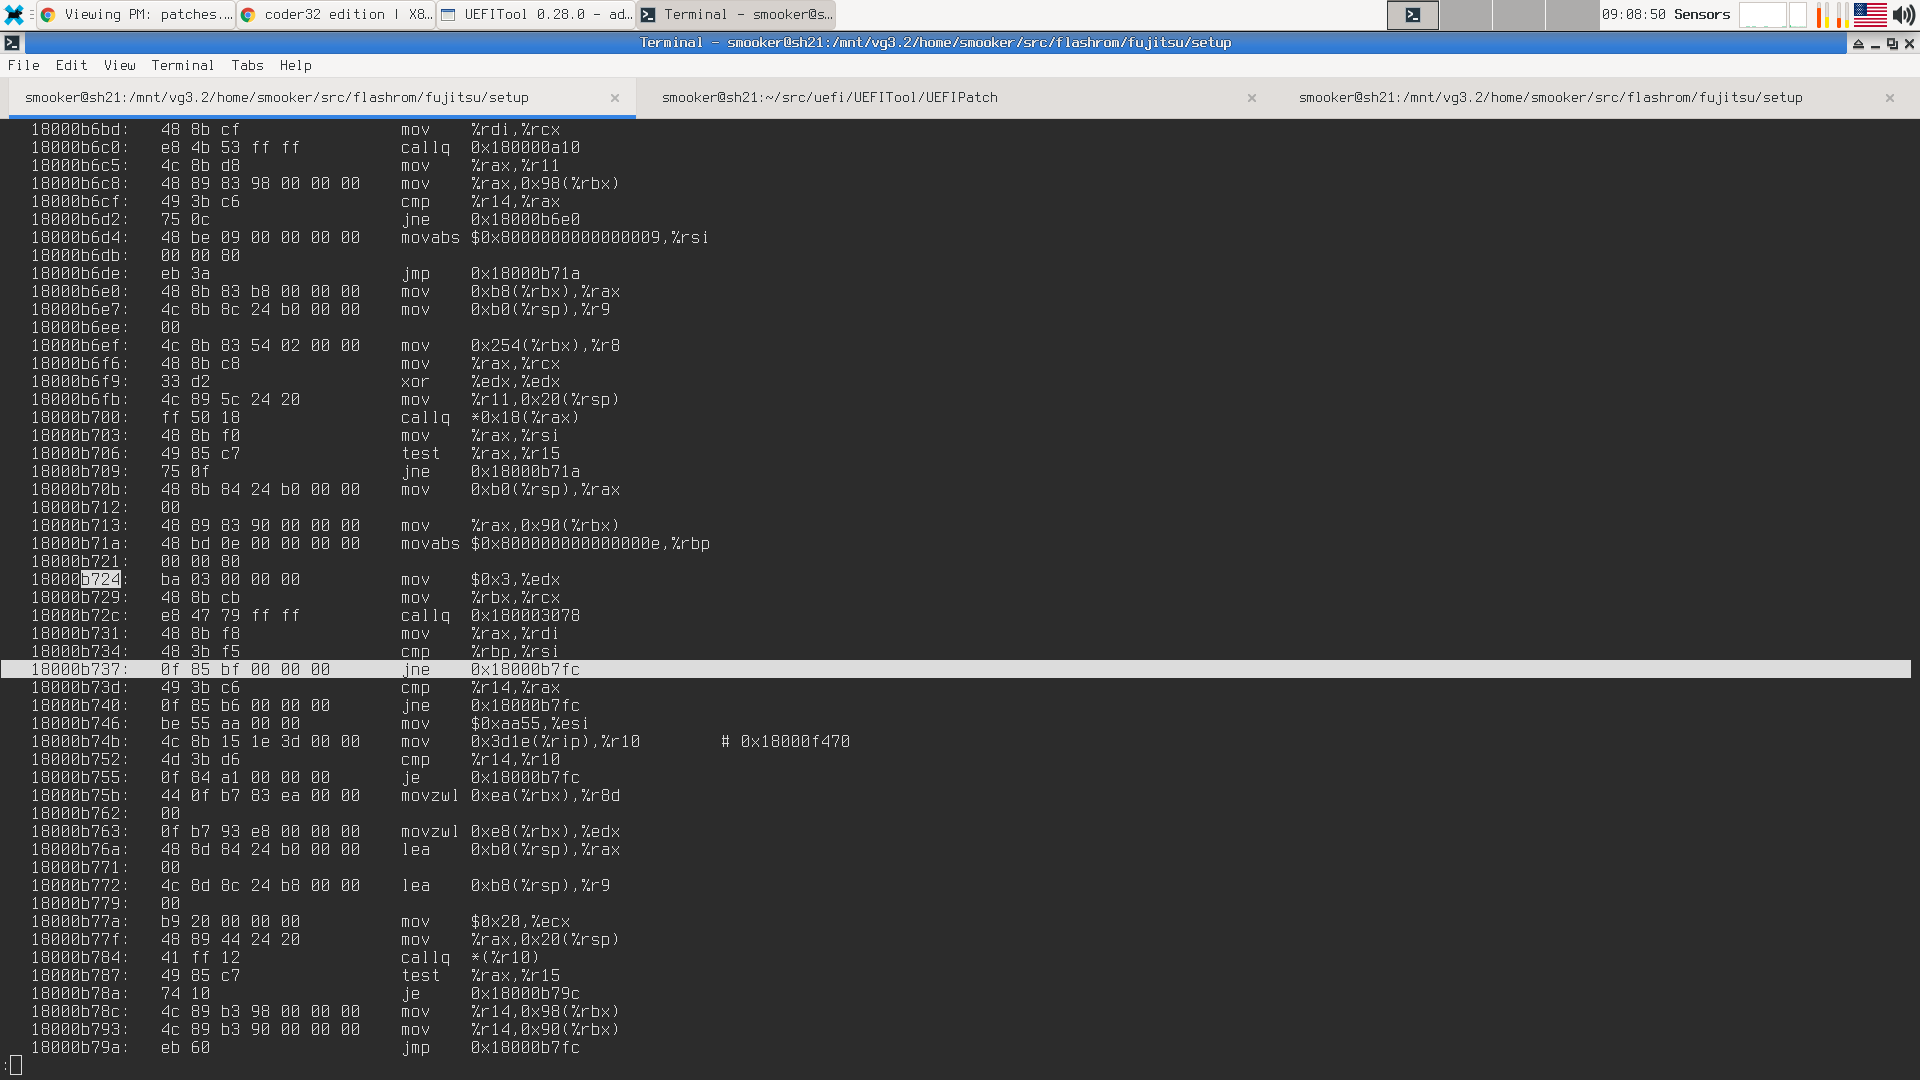 Viewing PM: patches.... coder32 edition | X8... UEFITool 0.28.0 - ad... Terminal - smooker@s... 09:08:50 Sensors
Terminal - smooker@sh21:/mnt/vg3.2/home/smooker/src/flashrom/fujitsu/setup
File Edit View Terminal Tabs Help
smooker@sh21:/mnt/vg3.2/home/smooker/src/flashrom/fujitsu/setup × smooker@sh21:~/src/uefi/UEFITool/UEFIPatch × smooker@sh21:/mnt/vg3.2/home/smooker/src/flashrom/fujitsu/setup ×
18000b6bd: 48 8b cf mov %rdi,%rcx
18000b6c0: e8 4b 53 ff ff callq 0x180000a10
18000b6c5: 4c 8b d8 mov %rax,%r11
18000b6c8: 48 89 83 98 00 00 00 mov %rax,0x98(%rbx)
18000b6cf: 49 3b c6 cmp %r14,%rax
18000b6d2: 75 0c jne 0x18000b6e0
18000b6d4: 48 be 09 00 00 00 00 movabs $0x8000000000000009,%rsi
18000b6db: 00 00 80
18000b6de: eb 3a jmp 0x18000b71a
18000b6e0: 48 8b 83 b8 00 00 00 mov 0xb8(%rbx),%rax
18000b6e7: 4c 8b 8c 24 b0 00 00 mov 0xb0(%rsp),%r9
18000b6ee: 00
18000b6ef: 4c 8b 83 54 02 00 00 mov 0x254(%rbx),%r8
18000b6f6: 48 8b c8 mov %rax,%rcx
18000b6f9: 33 d2 xor %edx,%edx
18000b6fb: 4c 89 5c 24 20 mov %r11,0x20(%rsp)
18000b700: ff 50 18 callq *0x18(%rax)
18000b703: 48 8b f0 mov %rax,%rsi
18000b706: 49 85 c7 test %rax,%r15
18000b709: 75 0f jne 0x18000b71a
18000b70b: 48 8b 84 24 b0 00 00 mov 0xb0(%rsp),%rax
18000b712: 00
18000b713: 48 89 83 90 00 00 00 mov %rax,0x90(%rbx)
18000b71a: 48 bd 0e 00 00 00 00 movabs $0x800000000000000e,%rbp
18000b721: 00 00 80
18000b724: ba 03 00 00 00 mov $0x3,%edx
18000b729: 48 8b cb mov %rbx,%rcx
18000b72c: e8 47 79 ff ff callq 0x180003078
18000b731: 48 8b f8 mov %rax,%rdi
18000b734: 48 3b f5 cmp %rbp,%rsi
18000b737: 0f 85 bf 00 00 00 jne 0x18000b7fc
18000b73d: 49 3b c6 cmp %r14,%rax
18000b740: 0f 85 b6 00 00 00 jne 0x18000b7fc
18000b746: be 55 aa 00 00 mov $0xaa55,%esi
18000b74b: 4c 8b 15 1e 3d 00 00 mov 0x3d1e(%rip),%r10 # 0x18000f470
18000b752: 4d 3b d6 cmp %r14,%r10
18000b755: 0f 84 a1 00 00 00 je 0x18000b7fc
18000b75b: 44 0f b7 83 ea 00 00 movzwl 0xea(%rbx),%r8d
18000b762: 00
18000b763: 0f b7 93 e8 00 00 00 movzwl 0xe8(%rbx),%edx
18000b76a: 48 8d 84 24 b0 00 00 lea 0xb0(%rsp),%rax
18000b771: 00
18000b772: 4c 8d 8c 24 b8 00 00 lea 0xb8(%rsp),%r9
18000b779: 00
18000b77a: b9 20 00 00 00 mov $0x20,%ecx
18000b77f: 48 89 44 24 20 mov %rax,0x20(%rsp)
18000b784: 41 ff 12 callq *(%r10)
18000b787: 49 85 c7 test %rax,%r15
18000b78a: 74 10 je 0x18000b79c
18000b78c: 4c 89 b3 98 00 00 00 mov %r14,0x98(%rbx)
18000b793: 4c 89 b3 90 00 00 00 mov %r14,0x90(%rbx)
18000b79a: eb 60 jmp 0x18000b7fc
: